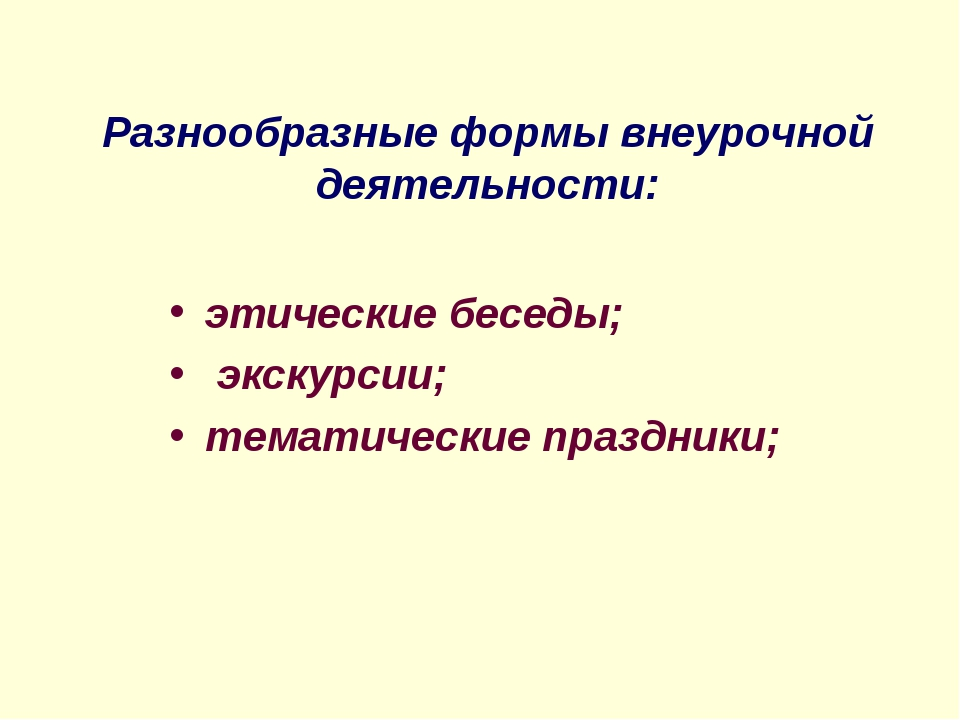 Разнообразные формы внеурочной
деятельности:
• этические беседы;
• экскурсии;
• тематические праздники;